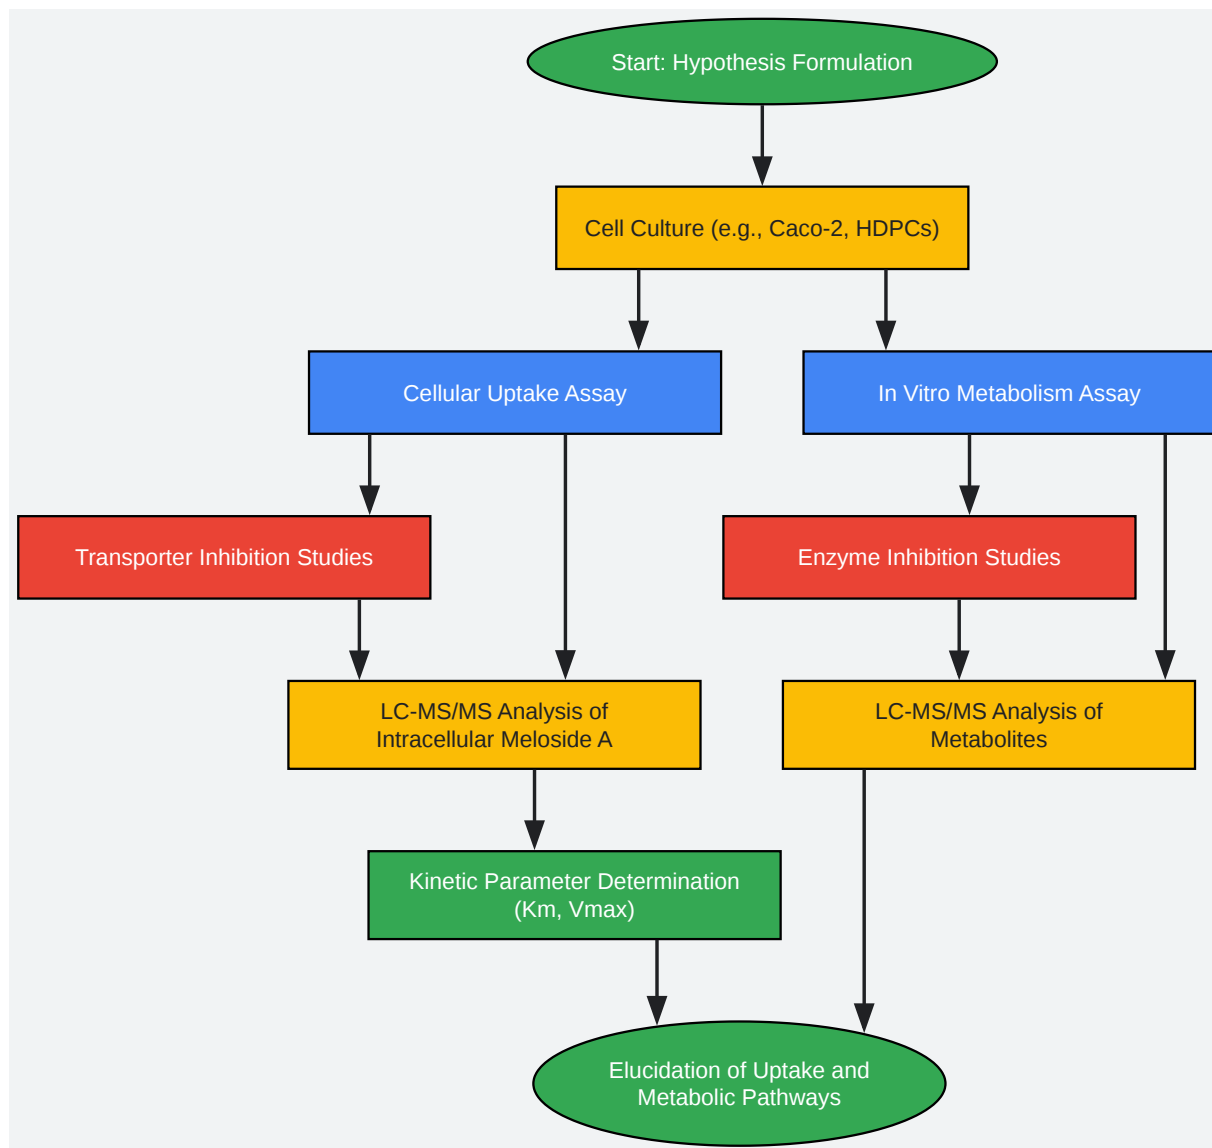 Start: Hypothesis Formulation
Cell Culture (e.g., Caco-2, HDPCs)
Cellular Uptake Assay
In Vitro Metabolism Assay
Transporter Inhibition Studies
Enzyme Inhibition Studies
LC-MS/MS Analysis of
Intracellular Meloside A
LC-MS/MS Analysis of
Metabolites
Kinetic Parameter Determination
(Km, Vmax)
Elucidation of Uptake and
Metabolic Pathways